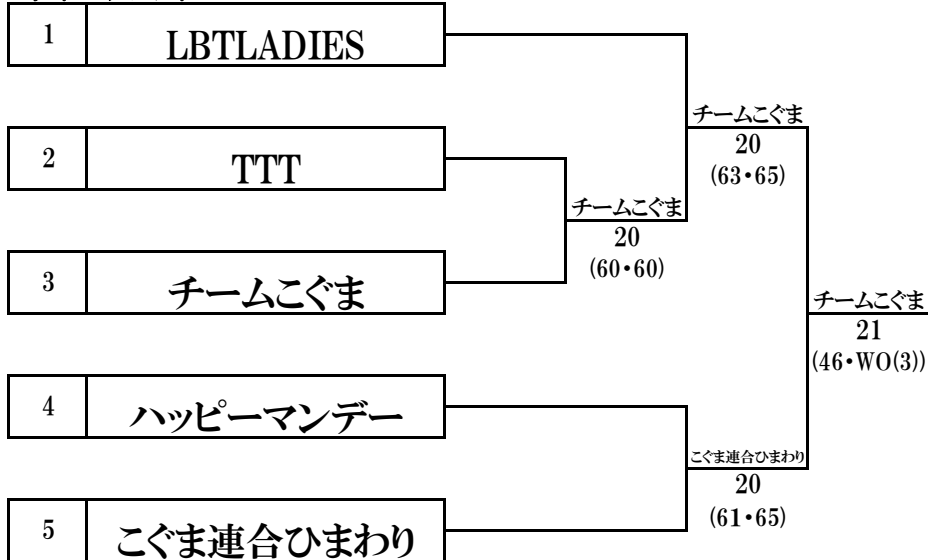 1 LBTLADIES
チームこぐま
20
(63・65)
2 TTT
チームこぐま
20
(60・60)
3 チームこぐま
チームこぐま
21
(46・WO(3))
4 ハッピーマンデー
こぐま連合ひまわり
20
(61・65)
5 こぐま連合ひまわり